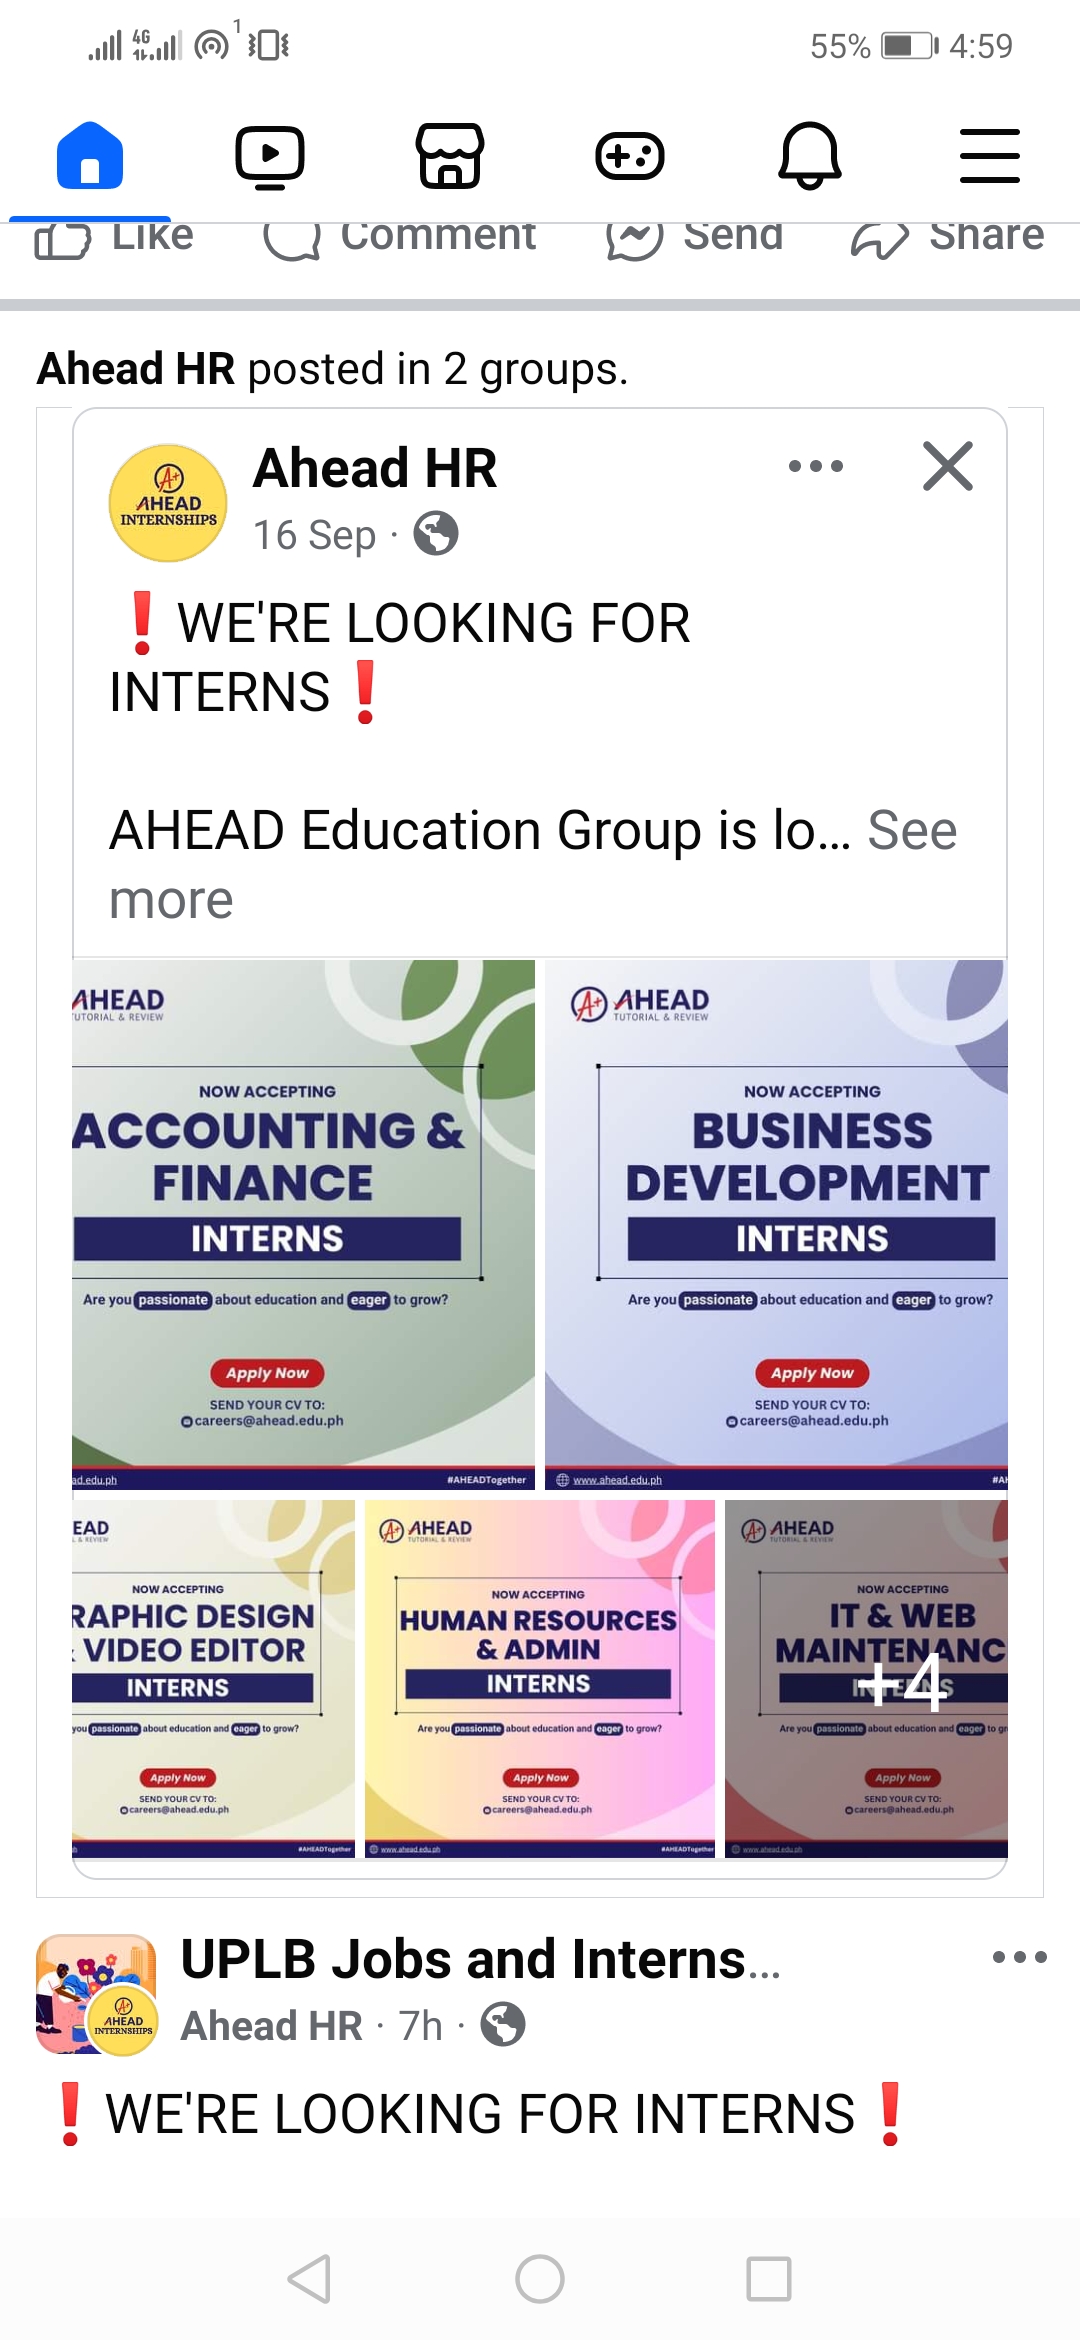 4G
1
55%
4:59
Like
Comment
Send
Share
Ahead HR posted in 2 groups.
AHEAD
INTERNSHIPS
Ahead HR
16 Sep ·
❗WE'RE LOOKING FOR
INTERNS❗
AHEAD Education Group is lo... See
more
AHEAD
TUTORIAL & REVIEW
NOW ACCEPTING
ACCOUNTING &
FINANCE
INTERNS
Are you passionate about education and eager to grow?
Apply Now
SEND YOUR CV TO:
careers@ahead.edu.ph
ad.edu.ph
#AHEADTogether
A+ AHEAD
TUTORIAL & REVIEW
NOW ACCEPTING
BUSINESS
DEVELOPMENT
INTERNS
Are you passionate about education and eager to grow?
Apply Now
SEND YOUR CV TO:
careers@ahead.edu.ph
www.ahead.edu.ph
#AH
EAD
L & REVIEW
NOW ACCEPTING
RAPHIC DESIGN
& VIDEO EDITOR
INTERNS
you passionate about education and eager to grow?
Apply Now
SEND YOUR CV TO:
careers@ahead.edu.ph
#AHEADTogether
A+ AHEAD
TUTORIAL & REVIEW
NOW ACCEPTING
HUMAN RESOURCES
& ADMIN
INTERNS
Are you passionate about education and eager to grow?
Apply Now
SEND YOUR CV TO:
careers@ahead.edu.ph
www.ahead.edu.ph
#AHEADTogether
A+ AHEAD
TUTORIAL & REVIEW
NOW ACCEPTING
IT & WEB
MAINTENANC
INTERNS
+4
Are you passionate about education and eager to gr
Apply Now
SEND YOUR CV TO:
careers@ahead.edu.ph
www.ahead.edu.ph
UPLB Jobs and Interns...
AHEAD
INTERNSHIPS
Ahead HR · 7h ·
❗WE'RE LOOKING FOR INTERNS❗